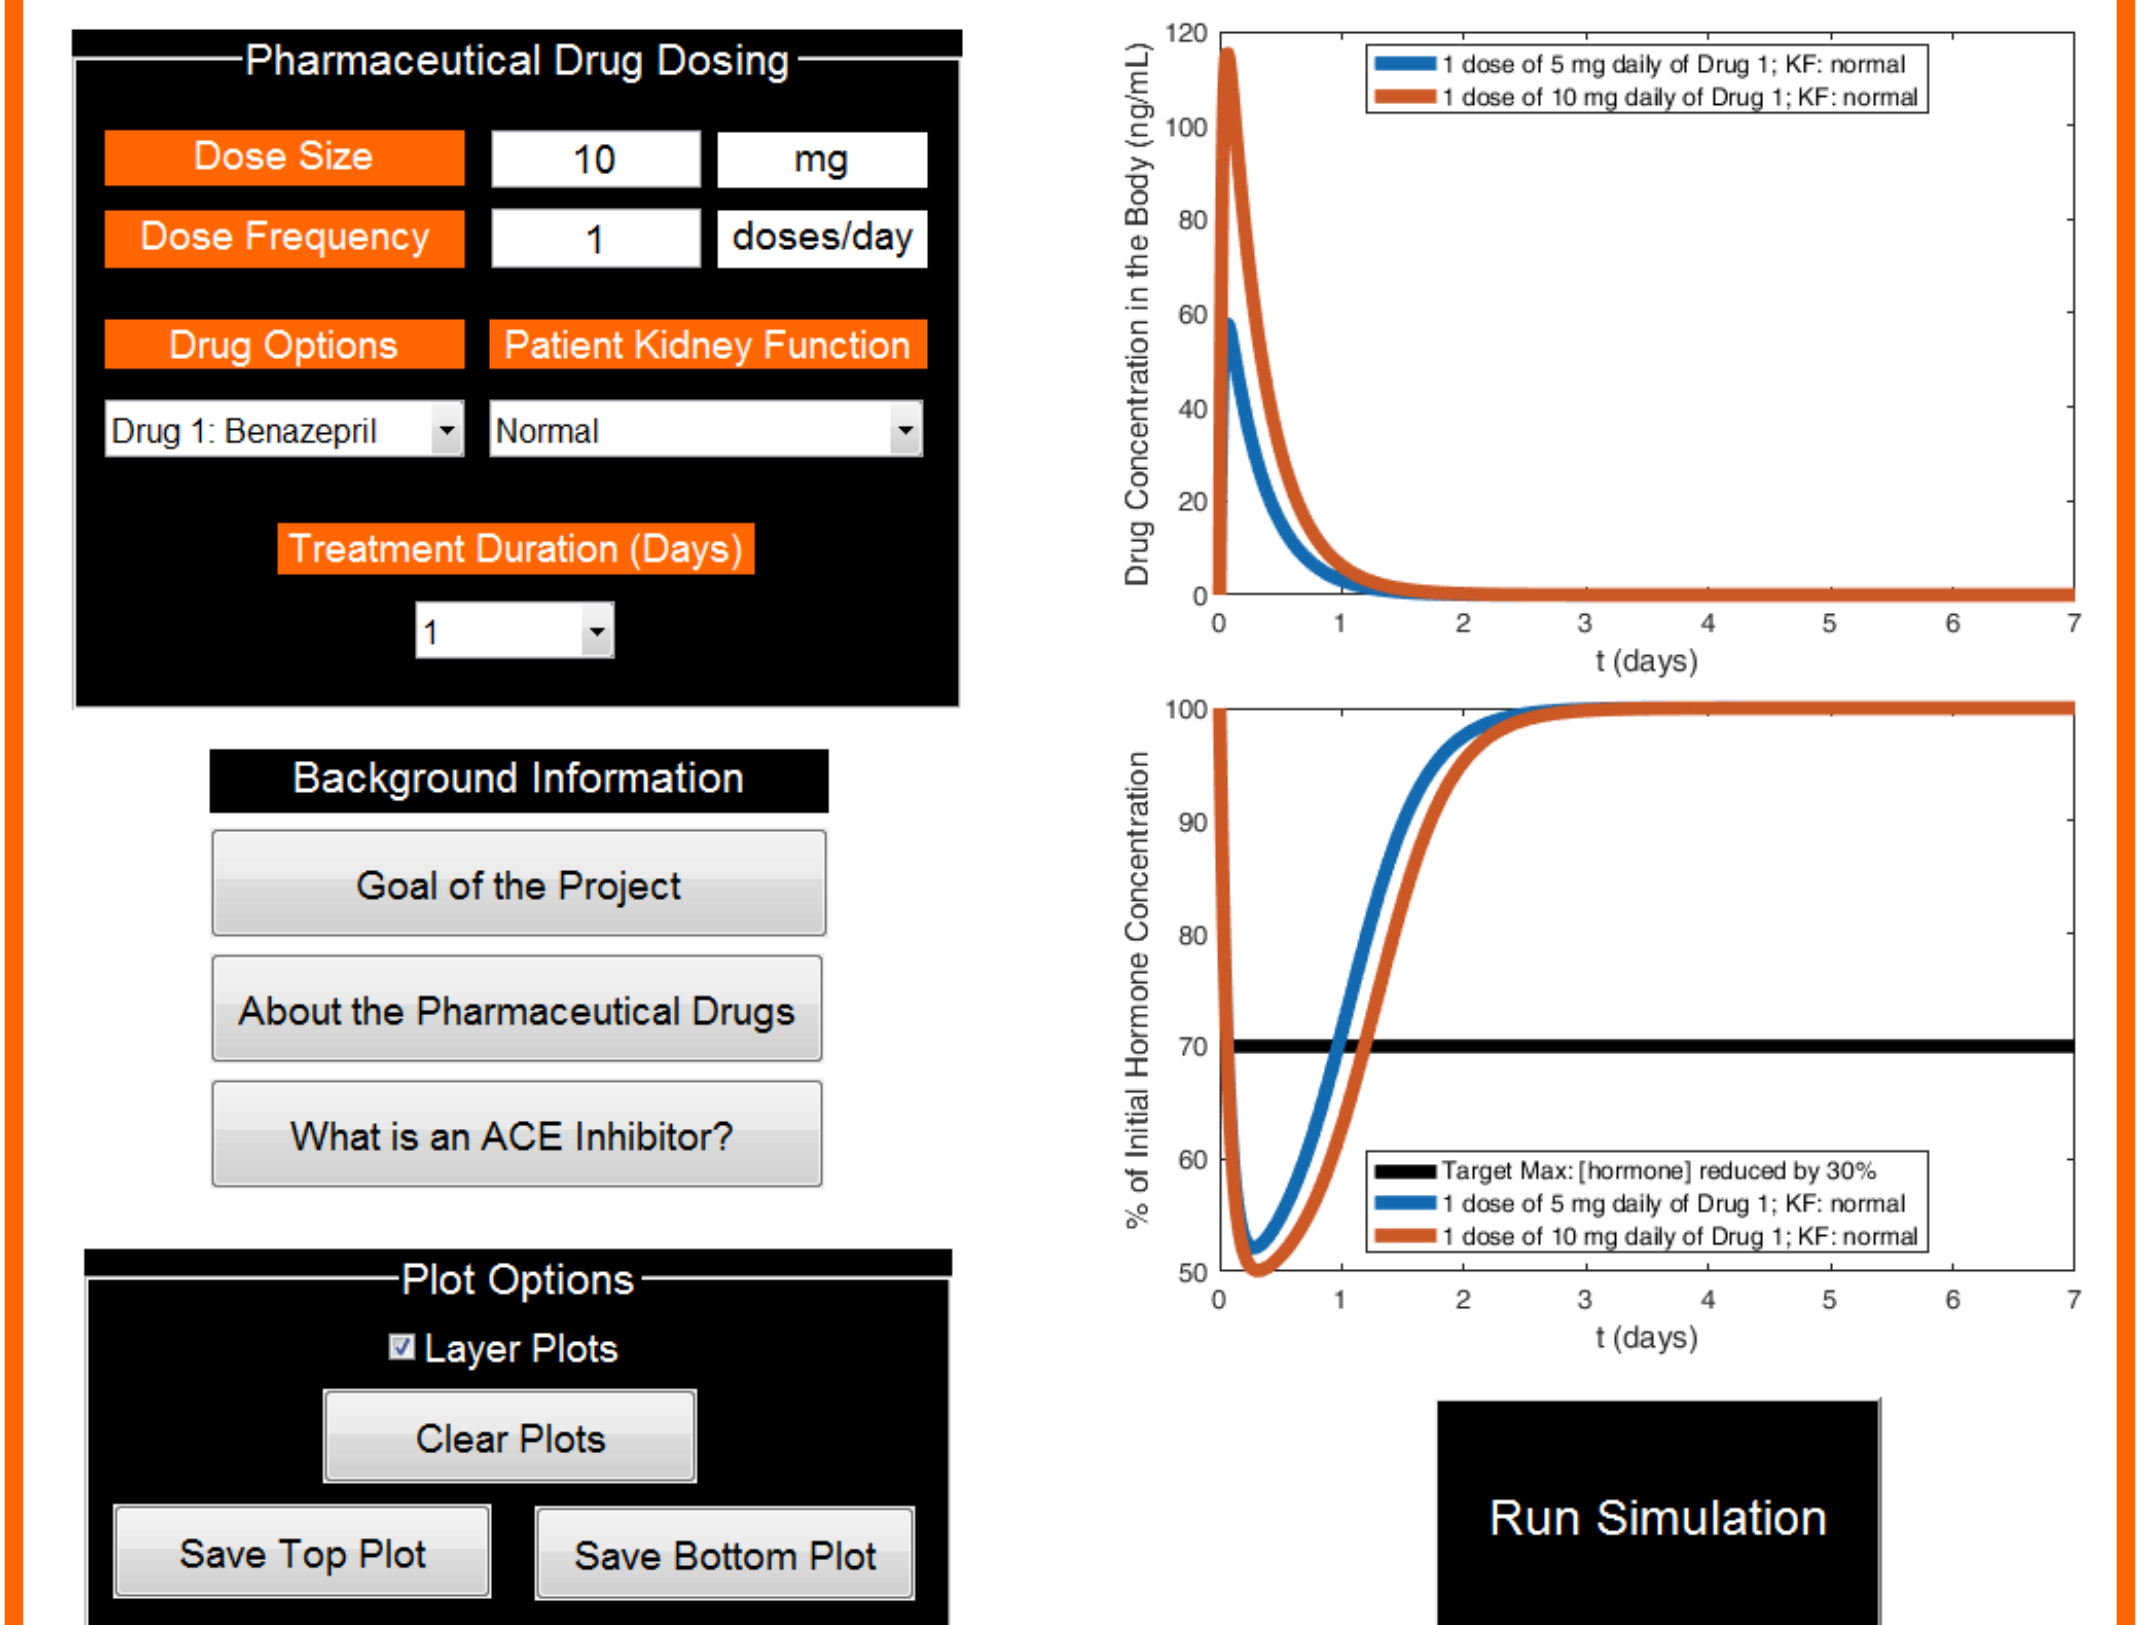 Pharmaceutical Drug Dosing
Dose Size
10
mg
Dose Frequency
1
doses/day
Drug Options
Patient Kidney Function
Drug 1: Benazepril
Normal
Treatment Duration (Days)
1
Background Information
Goal of the Project
About the Pharmaceutical Drugs
What is an ACE Inhibitor?
Plot Options
Layer Plots
Clear Plots
Save Top Plot
Save Bottom Plot
Drug Concentration in the Body (ng/mL)
120
100
80
60
40
20
0
1 dose of 5 mg daily of Drug 1; KF: normal
1 dose of 10 mg daily of Drug 1; KF: normal
0 1 2 3 4 5 6 7
t (days)
% of Initial Hormone Concentration
100
90
80
70
60
50
Target Max: [hormone] reduced by 30%
1 dose of 5 mg daily of Drug 1; KF: normal
1 dose of 10 mg daily of Drug 1; KF: normal
0 1 2 3 4 5 6 7
t (days)
Run Simulation